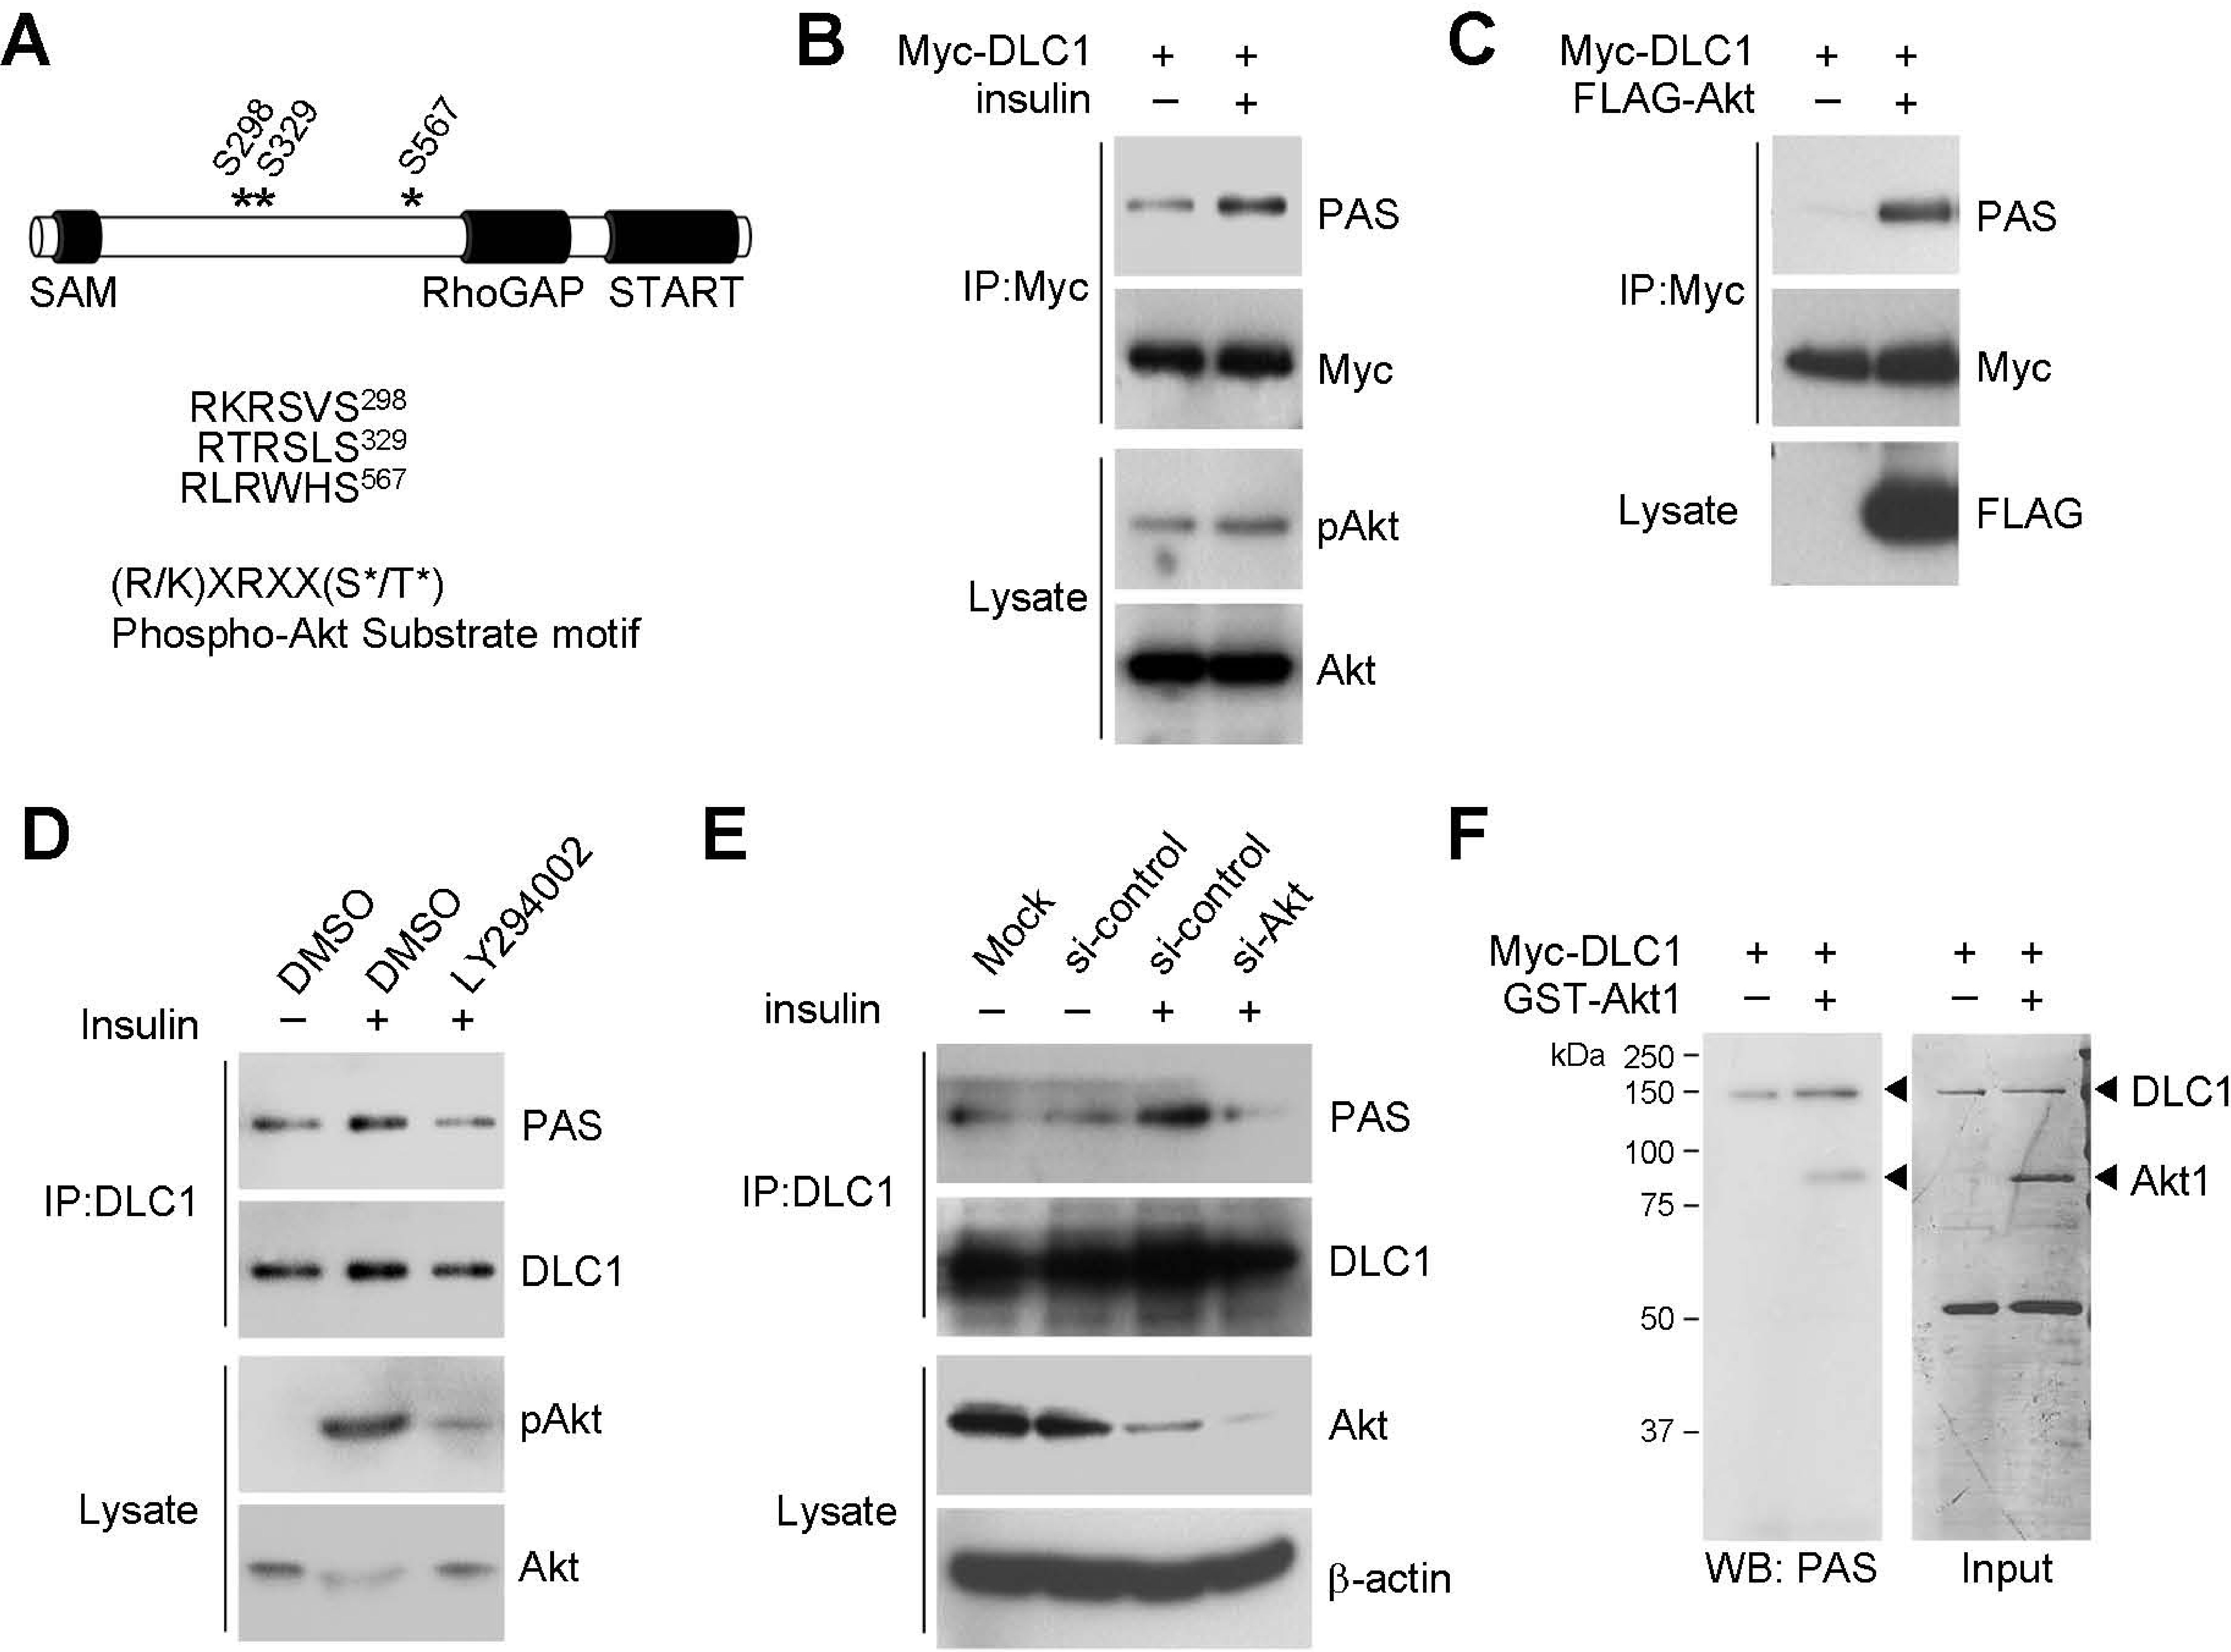 A
S298
S329
S567
** *
SAM RhoGAP START
RKRSVS298
RTRSLS329
RLRWHS567
(R/K)XRXX(S*/T*)
Phospho-Akt Substrate motif
B
Myc-DLC1 + +
insulin – +
IP:Myc
PAS
Myc
Lysate
pAkt
Akt
C
Myc-DLC1 + +
FLAG-Akt – +
IP:Myc
PAS
Myc
Lysate
FLAG
D
DMSO
DMSO
LY294002
Insulin – + +
IP:DLC1
PAS
DLC1
Lysate
pAkt
Akt
E
Mock
si-control
si-control
si-Akt
insulin – – + +
IP:DLC1
PAS
DLC1
Lysate
Akt
β-actin
F
Myc-DLC1 + + + +
GST-Akt1 – + – +
kDa 250
150
100
75
50
37
DLC1
Akt1
WB: PAS
Input